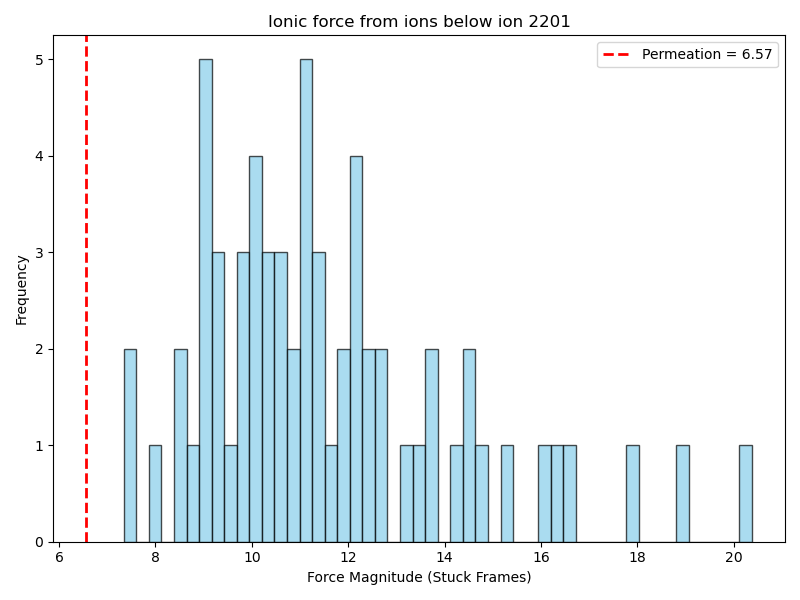 Ionic force from ions below ion 2201
Permeation = 6.57
Frequency
5
4
3
2
1
0
6 8 10 12 14 16 18 20
Force Magnitude (Stuck Frames)